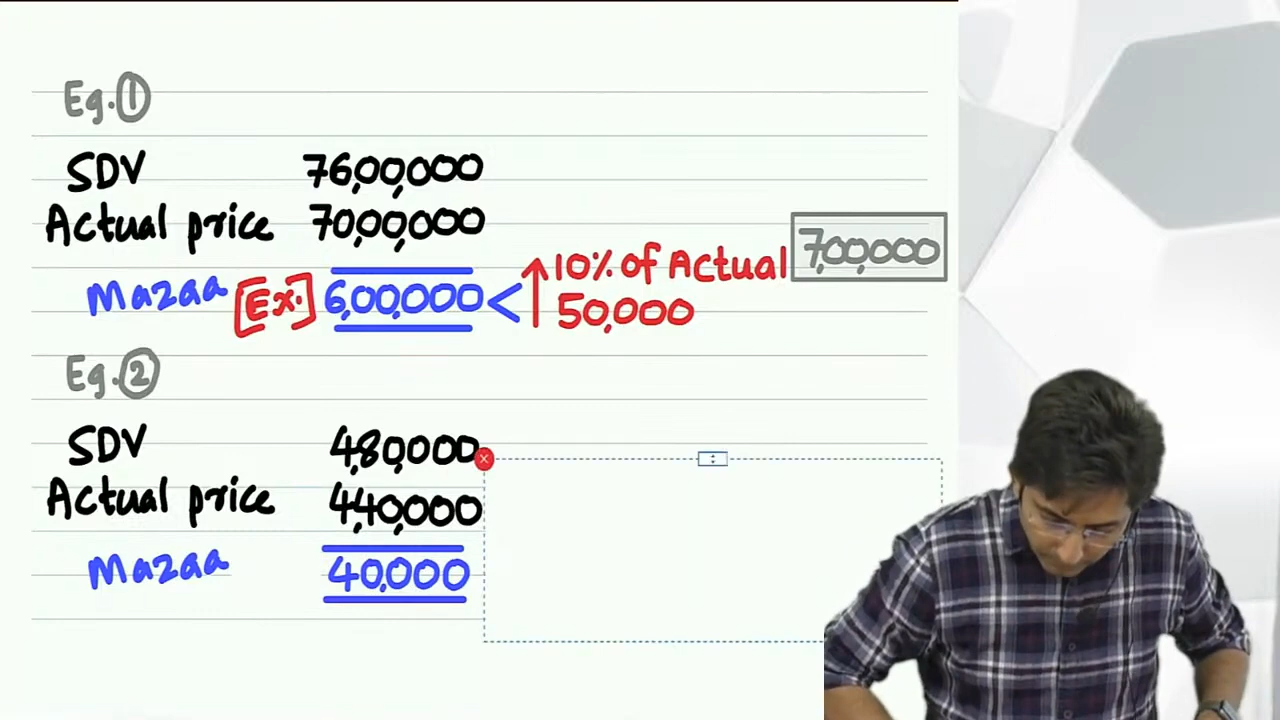 Eg.①
SDV 76,00,000
Actual price 70,00,000
Mazaa [Ex.] 6,00,000 < ↑ 10% of Actual 7,00,000
50,000
Eg.②
SDV 4,80,000
Actual price 4,40,000
Mazaa 40,000